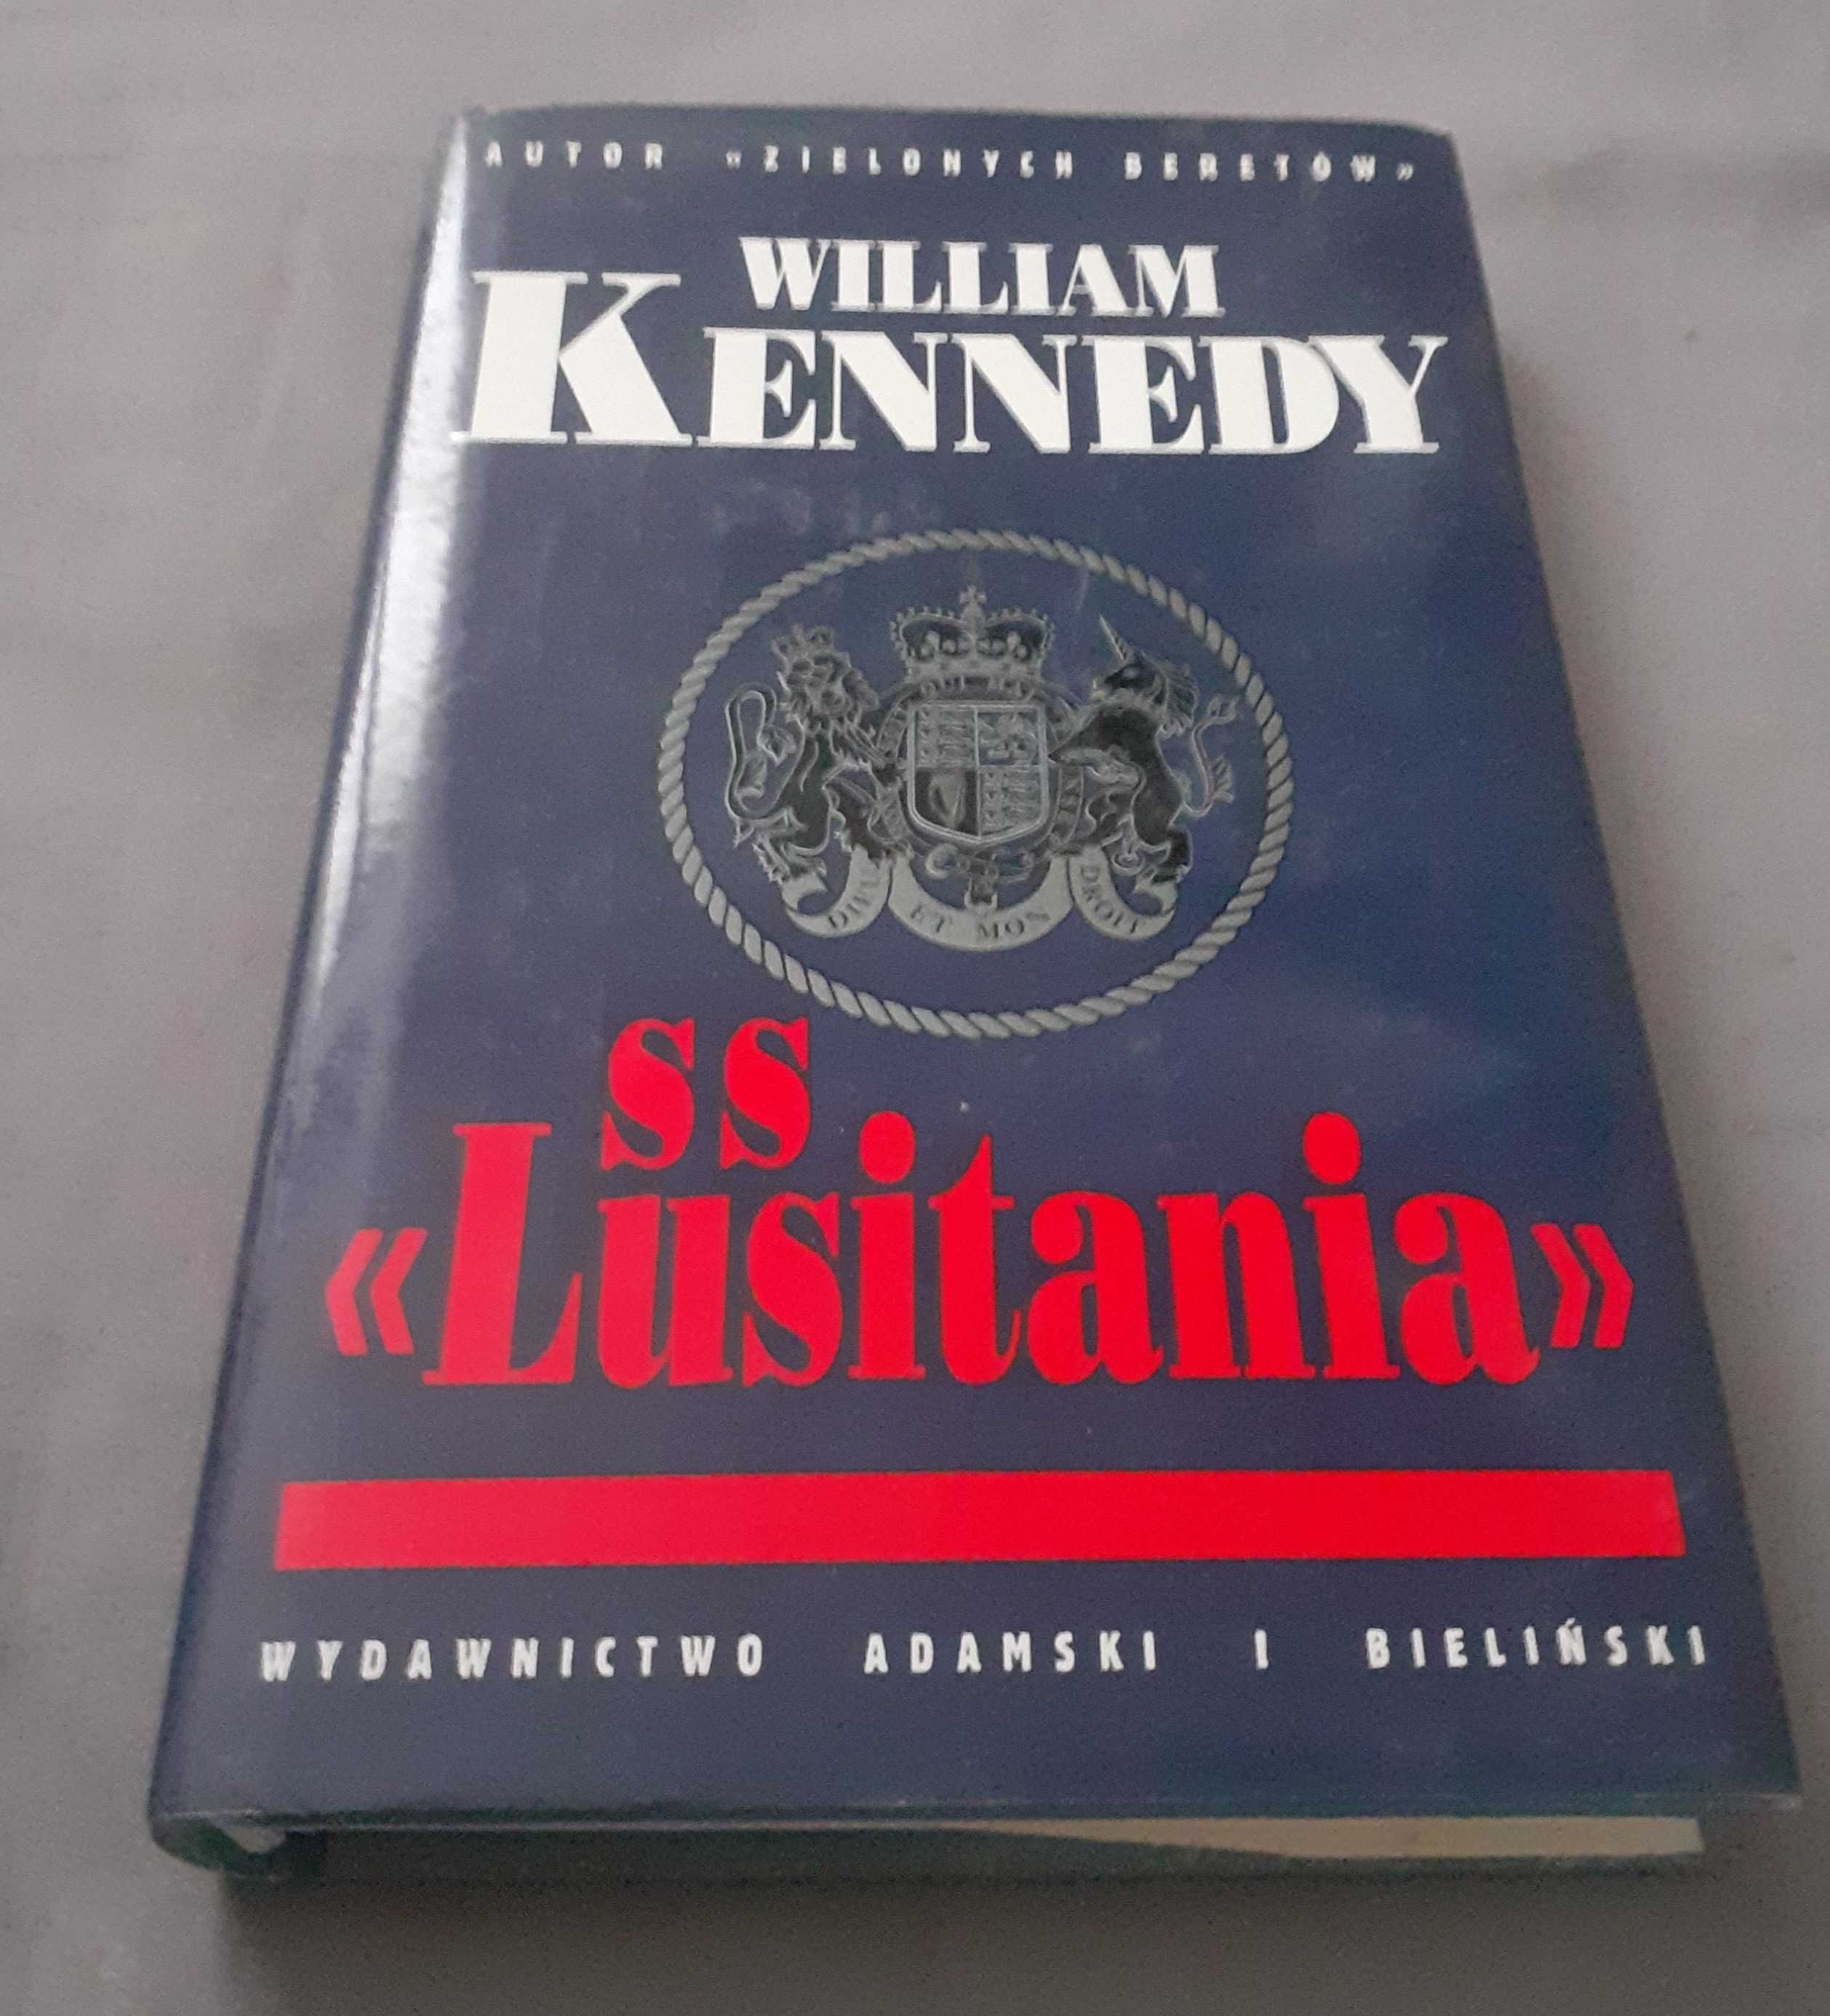 AUTOR «ZIELONYCH BERETÓW»
WILLIAM
KENNEDY
DIEU ET MON DROIT
ss
«Lusitania»
WYDAWNICTWO ADAMSKI I BIELIŃSKI